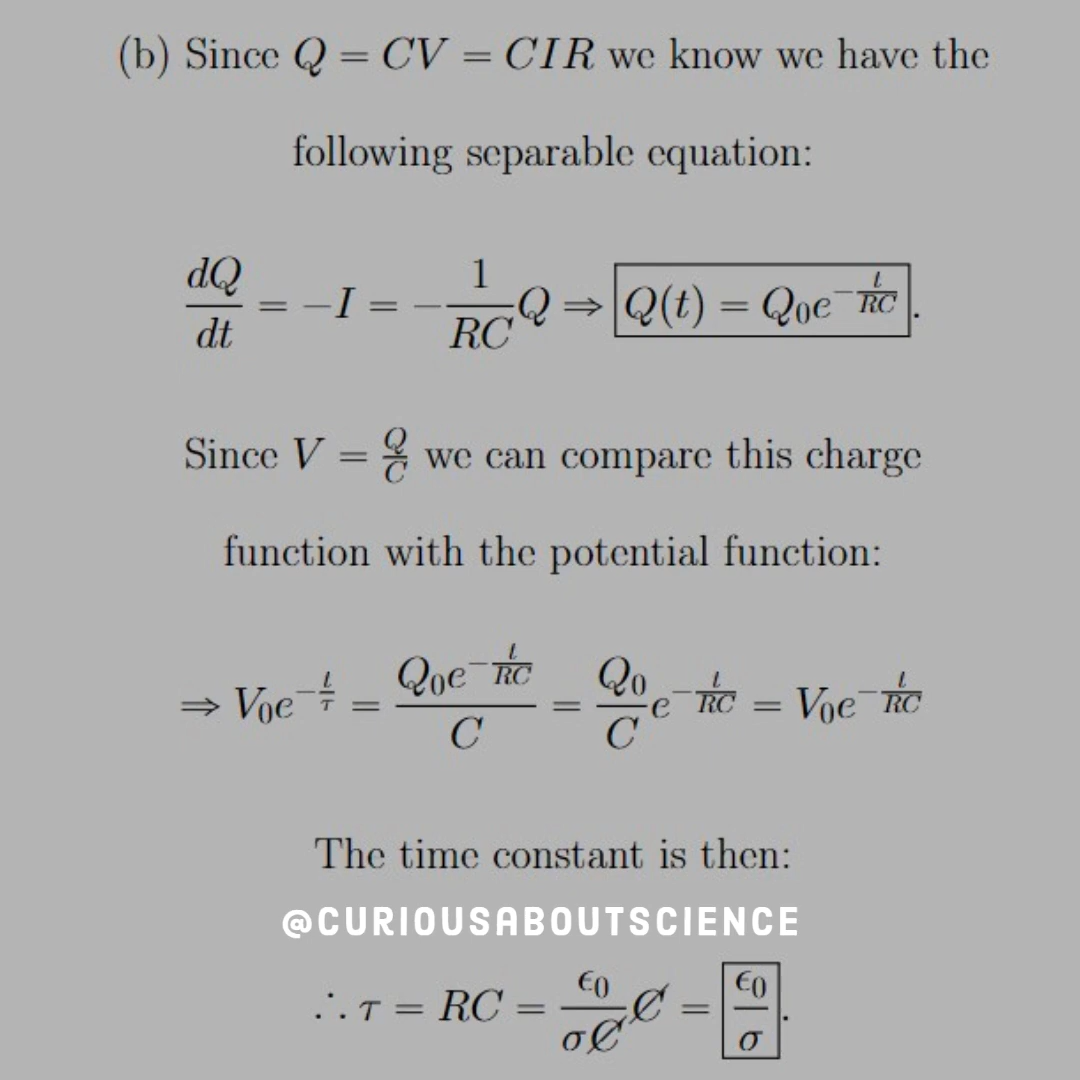 (b) Since Q = CV = CIR we know we have the
following separable equation:
dQ/dt = −I = −1/RC Q ⇒ Q(t) = Q₀e^(−t/RC).
Since V = Q/C we can compare this charge
function with the potential function:
⇒ V₀e^(−t/τ) = Q₀e^(−t/RC)/C = Q₀/C e^(−t/RC) = V₀e^(−t/RC)
The time constant is then:
@CURIOUSABOUTSCIENCE
∴ τ = RC = ϵ₀/σC̸ C̸ = ϵ₀/σ.